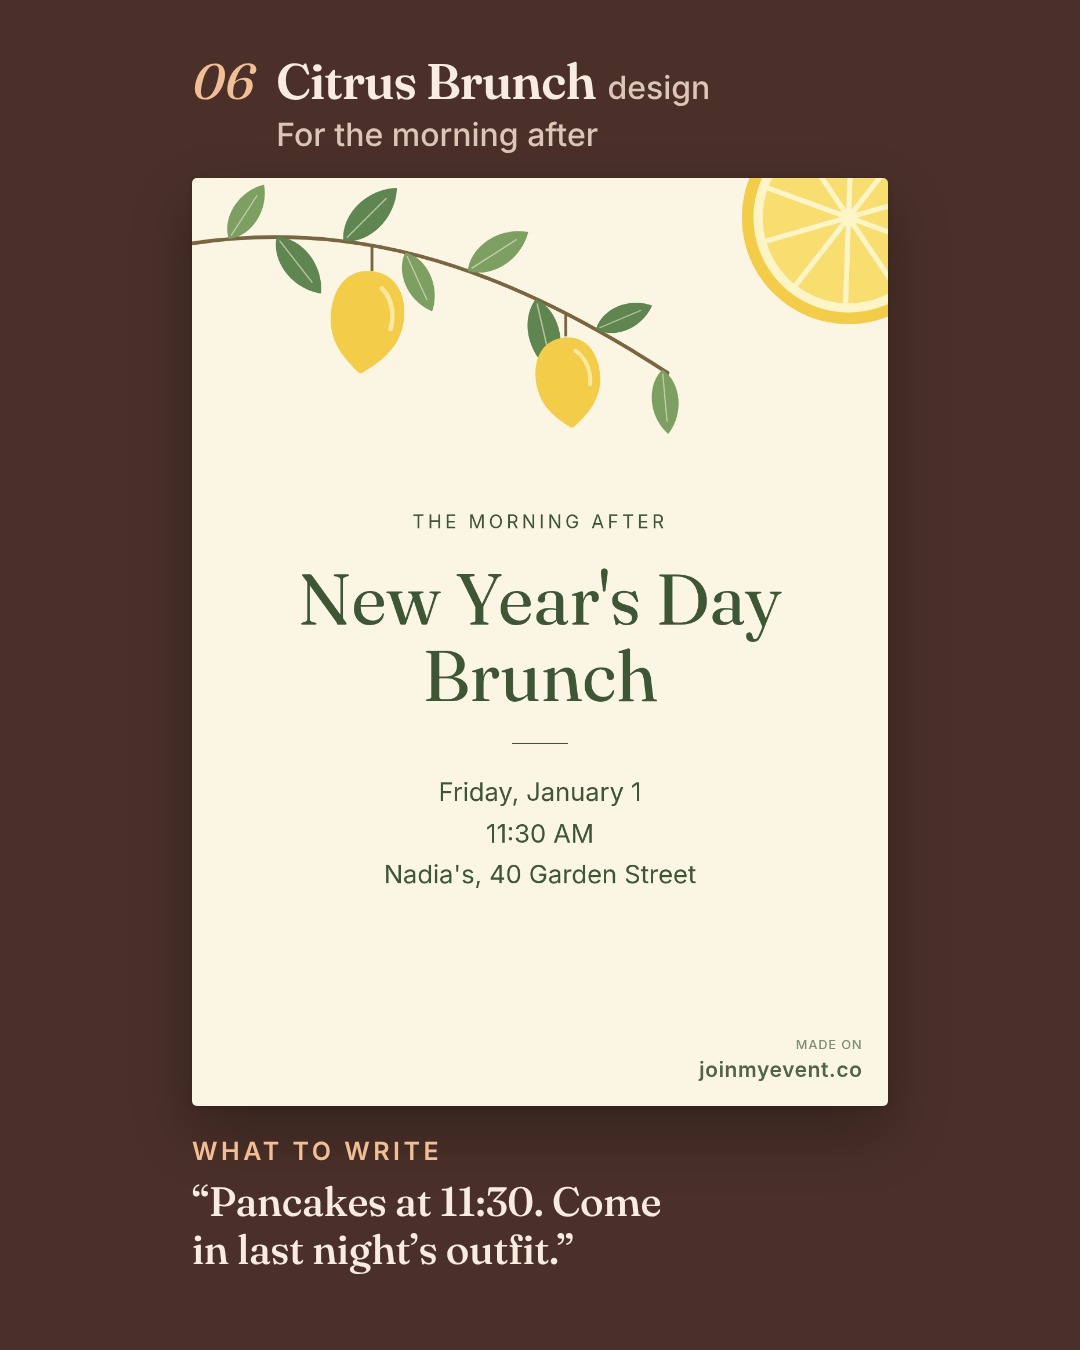 06 Citrus Brunch design
For the morning after
THE MORNING AFTER
New Year's Day
Brunch
Friday, January 1
11:30 AM
Nadia's, 40 Garden Street
MADE ON
joinmyevent.co
WHAT TO WRITE
“Pancakes at 11:30. Come
in last night’s outfit.”